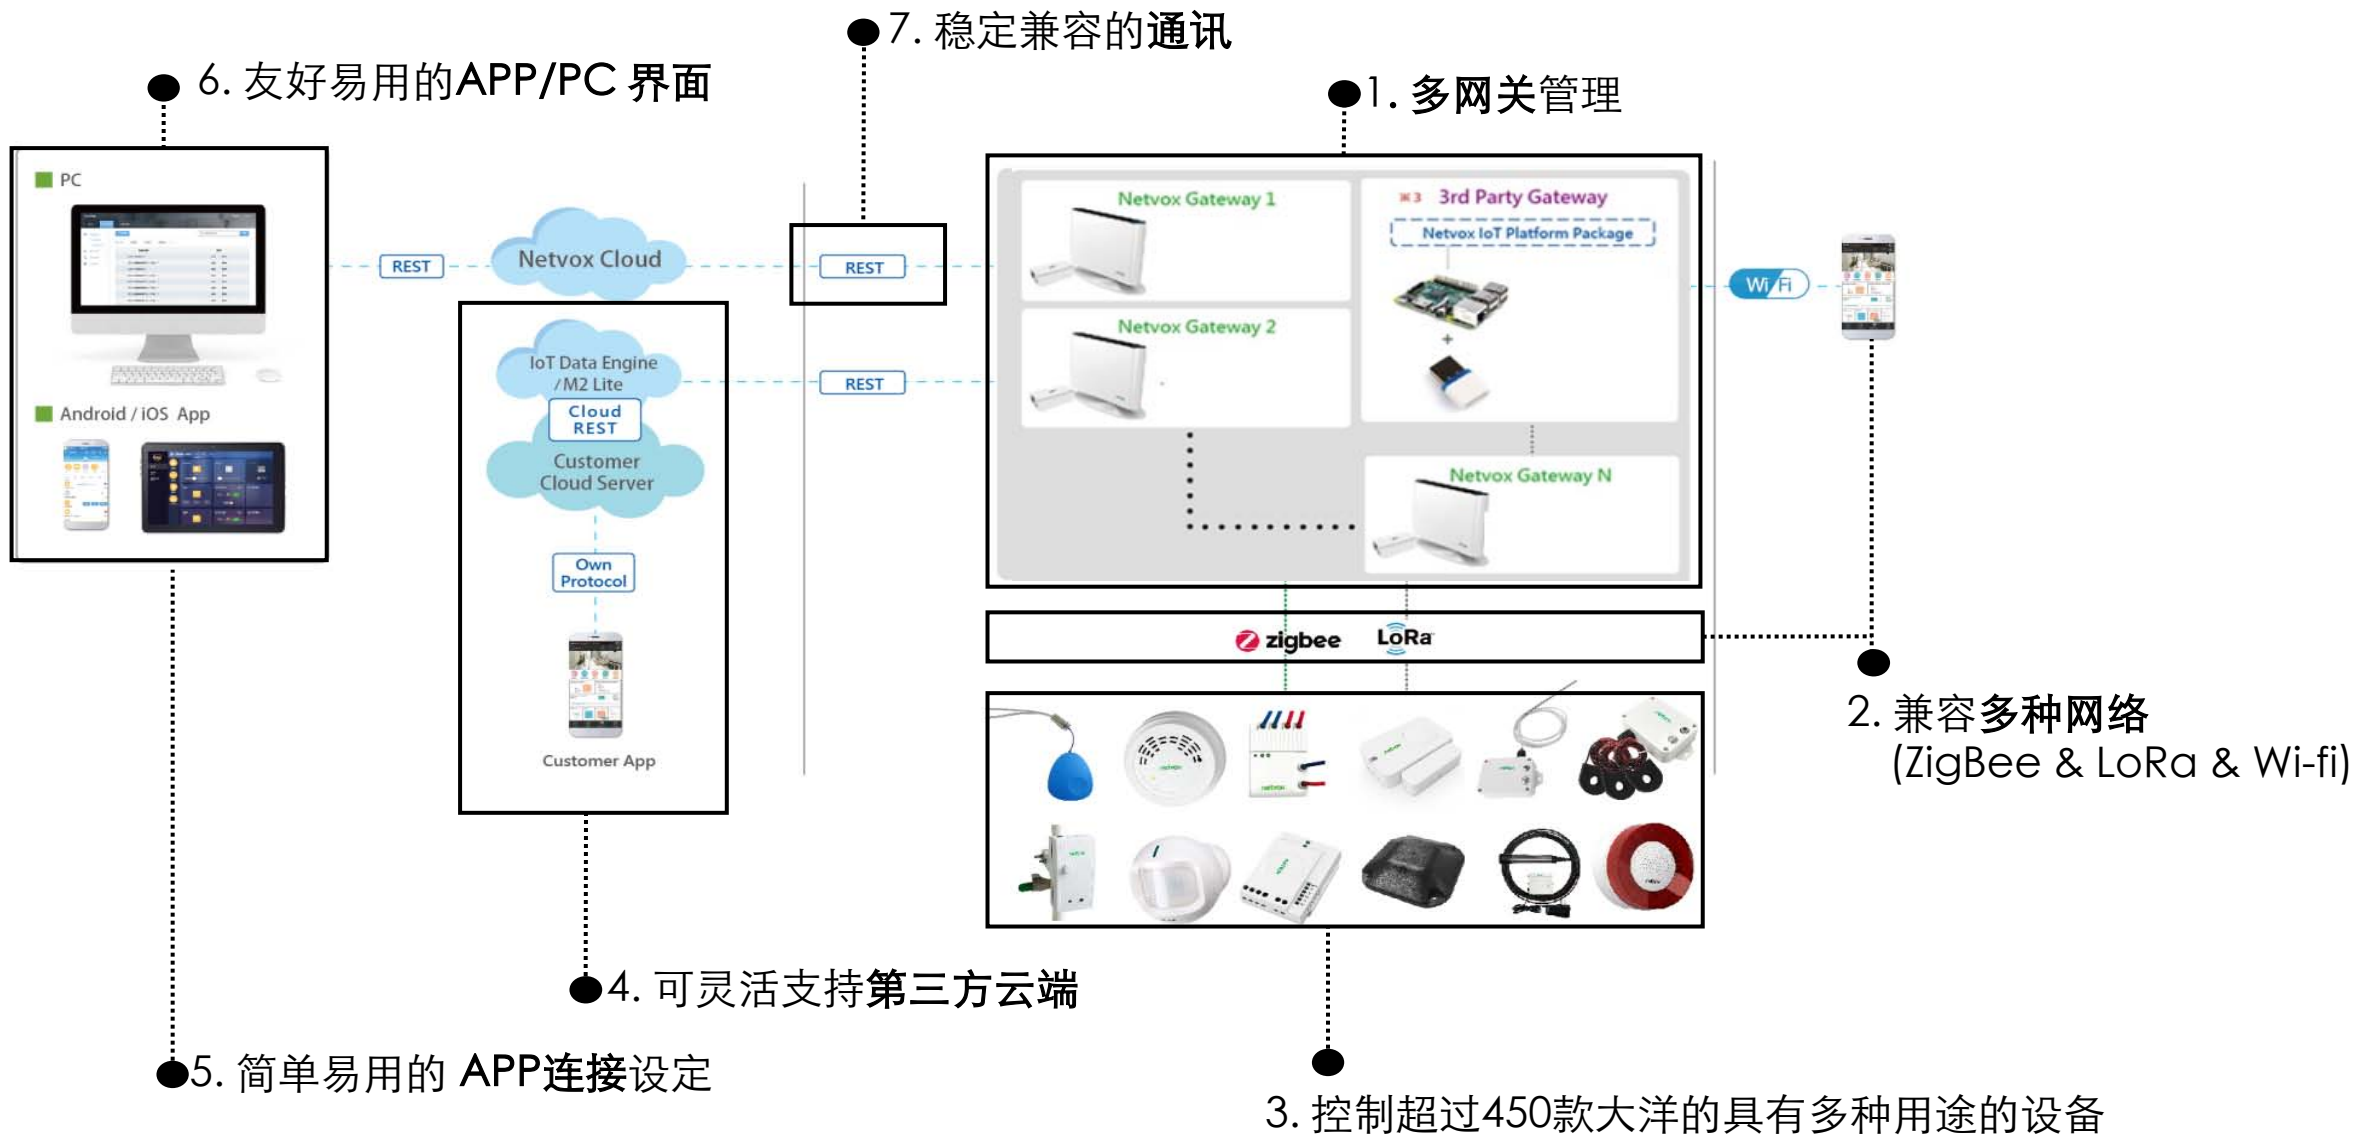 7. 稳定兼容的通讯
6. 友好易用的APP/PC 界面
1. 多网关管理
PC
Android / iOS App
REST
Netvox Cloud
REST
IoT Data Engine
/M2 Lite
REST
Cloud
REST
Customer
Cloud Server
Own
Protocol
Customer App
Netvox Gateway 1
Netvox Gateway 2
※3 3rd Party Gateway
Netvox IoT Platform Package
+
Netvox Gateway N
Wi Fi
zigbee
LoRa
2. 兼容多种网络
(ZigBee & LoRa & Wi-fi)
netvox
netvox
netvox
4. 可灵活支持第三方云端
5. 简单易用的 APP连接设定
3. 控制超过450款大洋的具有多种用途的设备